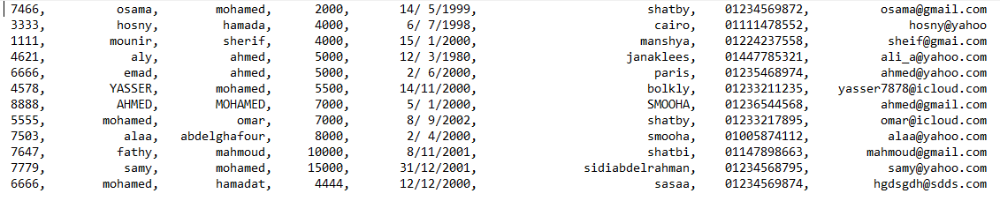 7466, osama, mohamed, 2000, 14/ 5/1999, shatby, 01234569872, osama@gmail.com
3333, hosny, hamada, 4000, 6/ 7/1998, cairo, 01111478552, hosny@yahoo
1111, mounir, sherif, 4000, 15/ 1/2000, manshya, 01224237558, sheif@gmai.com
4621, aly, ahmed, 5000, 12/ 3/1980, janaklees, 01447785321, ali_a@yahoo.com
6666, emad, ahmed, 5000, 2/ 6/2000, paris, 01235468974, ahmed@yahoo.com
4578, YASSER, mohamed, 5500, 14/11/2000, bolkly, 01233211235, yasser7878@icloud.com
8888, AHMED, MOHAMED, 7000, 5/ 1/2000, SMOOHA, 01236544568, ahmed@gmail.com
5555, mohamed, omar, 7000, 8/ 9/2002, shatby, 01233217895, omar@icloud.com
7503, alaa, abdelghafour, 8000, 2/ 4/2000, smooha, 01005874112, alaa@yahoo.com
7647, fathy, mahmoud, 10000, 8/11/2001, shatbi, 01147898663, mahmoud@gmail.com
7779, samy, mohamed, 15000, 31/12/2001, sidiabdelrahman, 01234568795, samy@yahoo.com
6666, mohamed, hamadat, 4444, 12/12/2000, sasaa, 01234569874, hgdsgdh@sdds.com